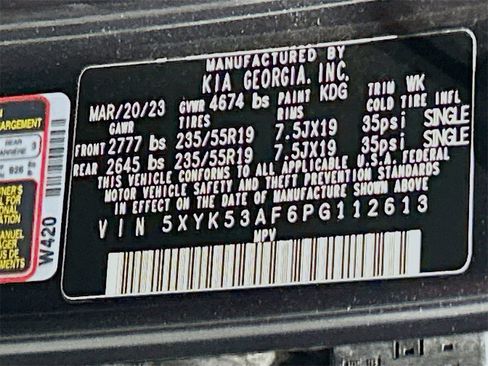 MANUFACTURED BY
KIA GEORGIA, INC.
MAR/20/23 GVWR 4674 lbs PAINT KDG TRIM WK
GAWR TIRES RIMS COLD TIRE INFL
FRONT 2777 lbs 235/55R19 7.5JX19 35psi SINGLE
REAR 2645 lbs 235/55R19 7.5JX19 35psi SINGLE
THIS VEHICLE CONFORMS TO ALL APPLICABLE U.S.A. FEDERAL
MOTOR VEHICLE SAFETY AND THEFT PREVENTION STANDARDS
IN EFFECT ON THE DATE OF MANUFACTURE SHOWN ABOVE
VIN 5XYK53AF6PG112613
MPV
W420
ARGEMENT
REAR